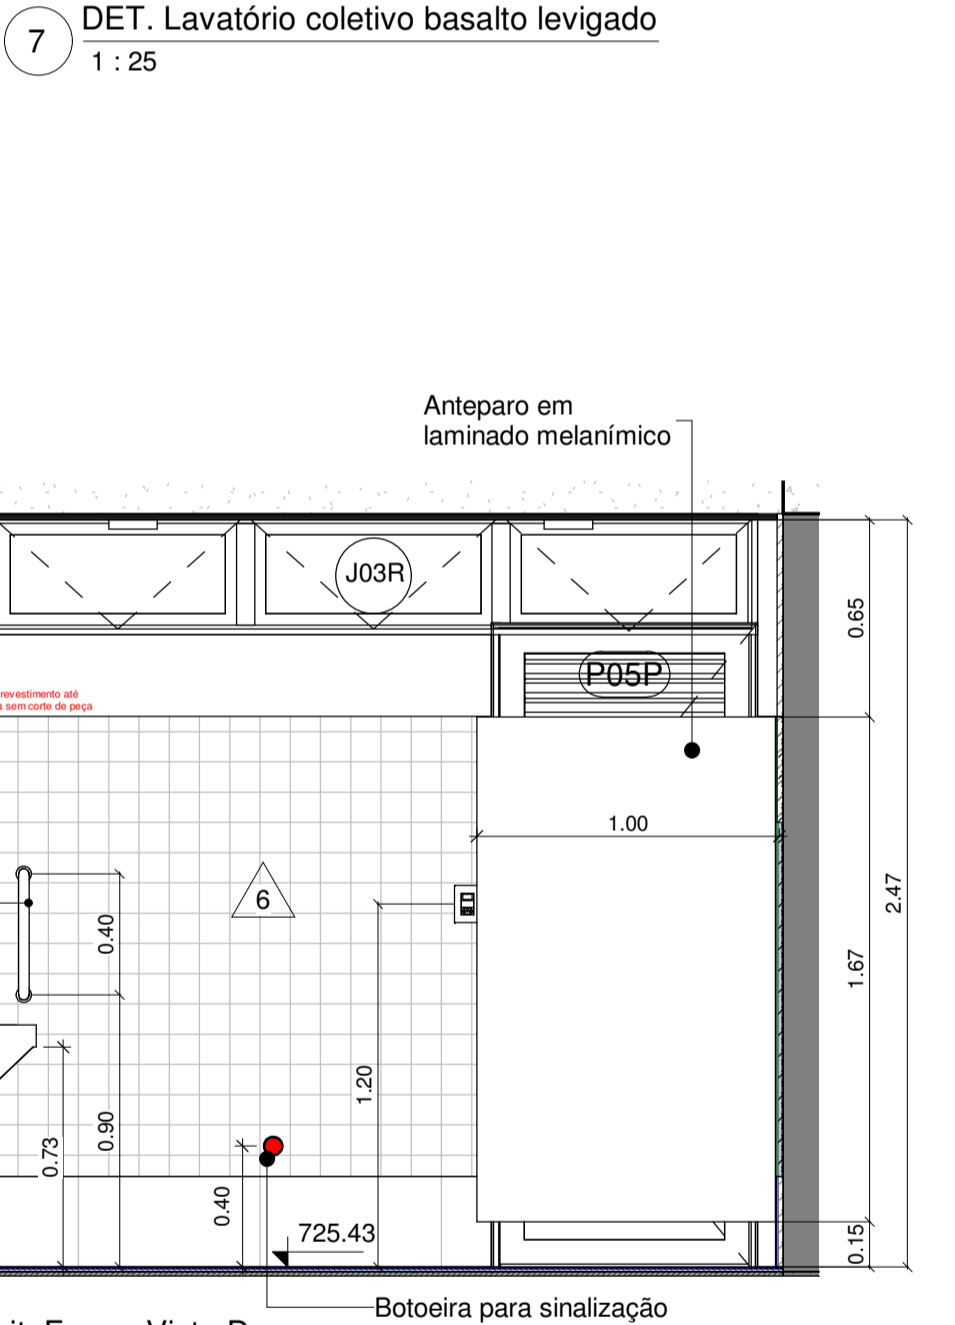 7
DET. Lavatório coletivo basalto levigado
1 : 25
Anteparo em
laminado melanímico
J03R
0.65
P05P
revestimento até
sem corte de peça
1.00
6
2.47
0.40
1.67
1.20
0.90
0.73
0.40
725.43
0.15
Botoeira para sinalização